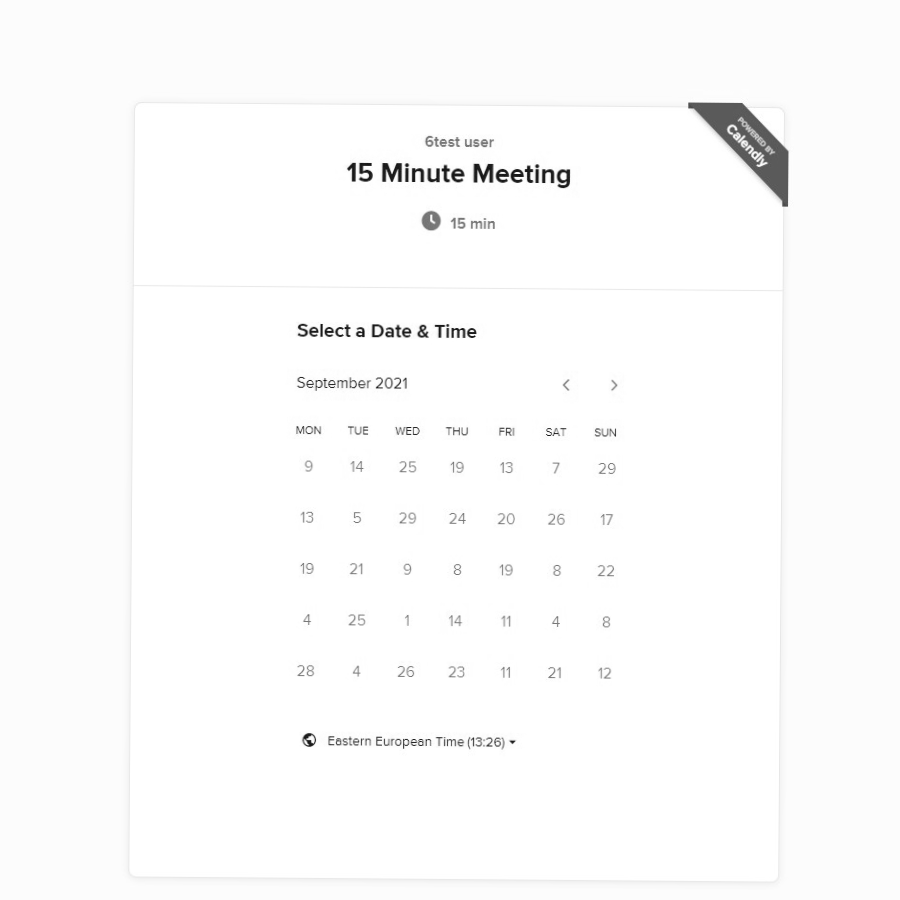 POWERED BY
Calendly
6test user
15 Minute Meeting
15 min
Select a Date & Time
September 2021
MON TUE WED THU FRI SAT SUN
9 14 25 19 13 7 29
13 5 29 24 20 26 17
19 21 9 8 19 8 22
4 25 1 14 11 4 8
28 4 26 23 11 21 12
Eastern European Time (13:26)